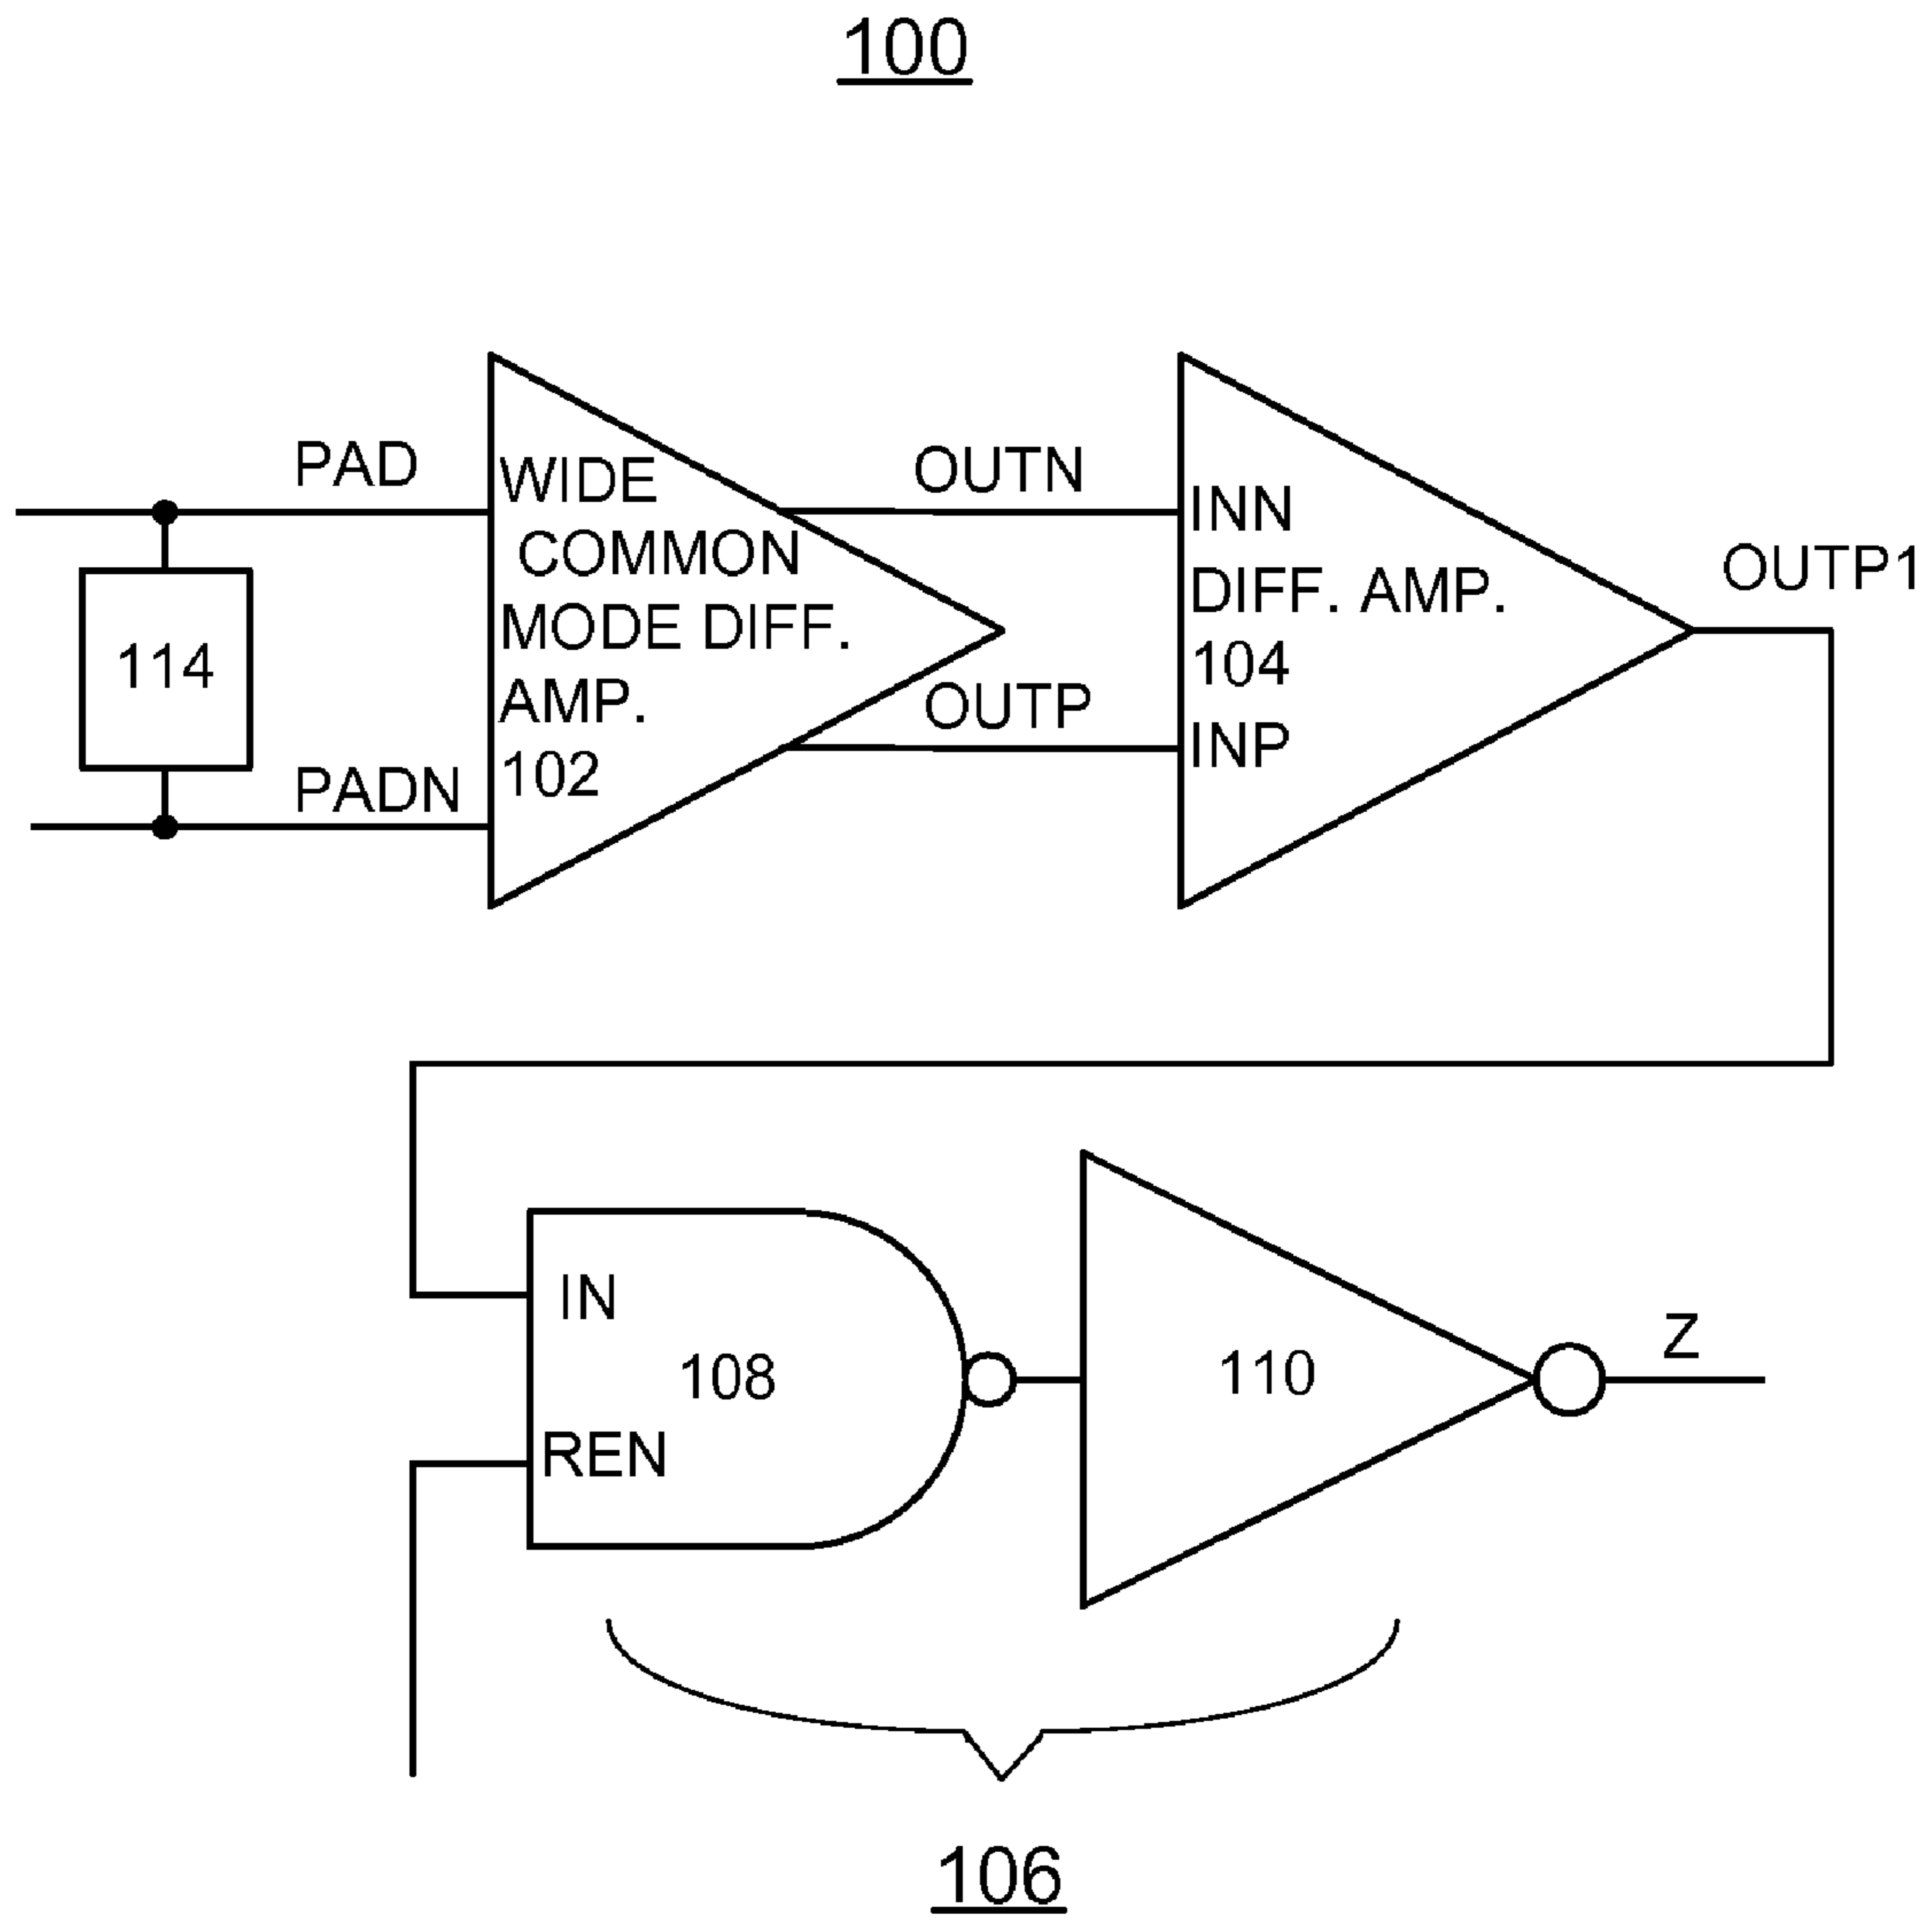 100
PAD
WIDE
COMMON
MODE DIFF.
AMP.
102
OUTN
INN
DIFF. AMP.
104
INP
OUTP1
114
OUTP
PADN
IN
108
REN
110
Z
106